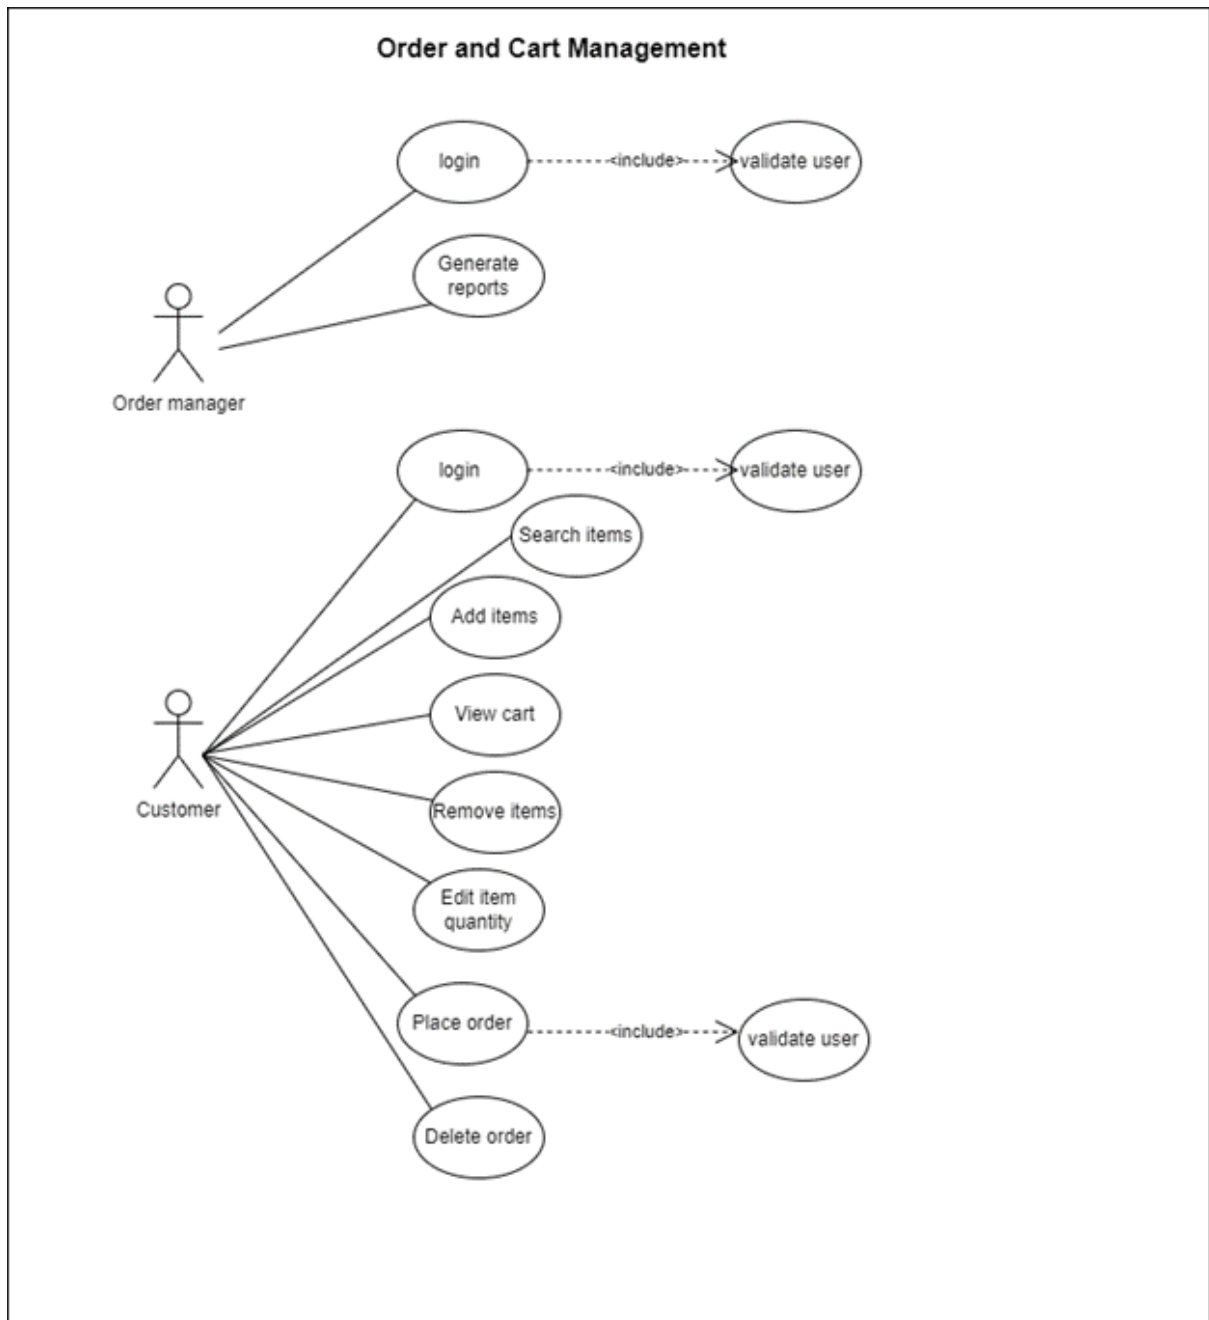 Order and Cart Management
login
<include>
validate user
Generate
reports
Order manager
login
<include>
validate user
Search items
Add items
View cart
Customer
Remove items
Edit item
quantity
Place order
<include>
validate user
Delete order